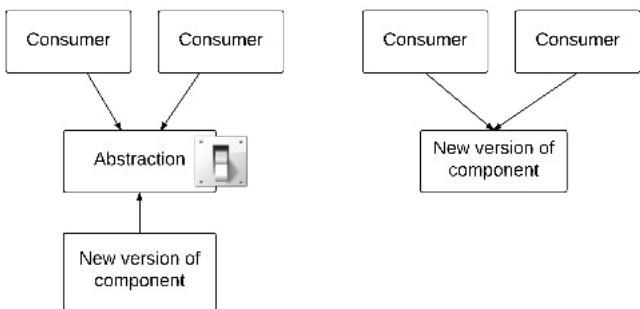 Consumer
Consumer
Abstraction
New version of
component
Consumer
Consumer
New version of
component